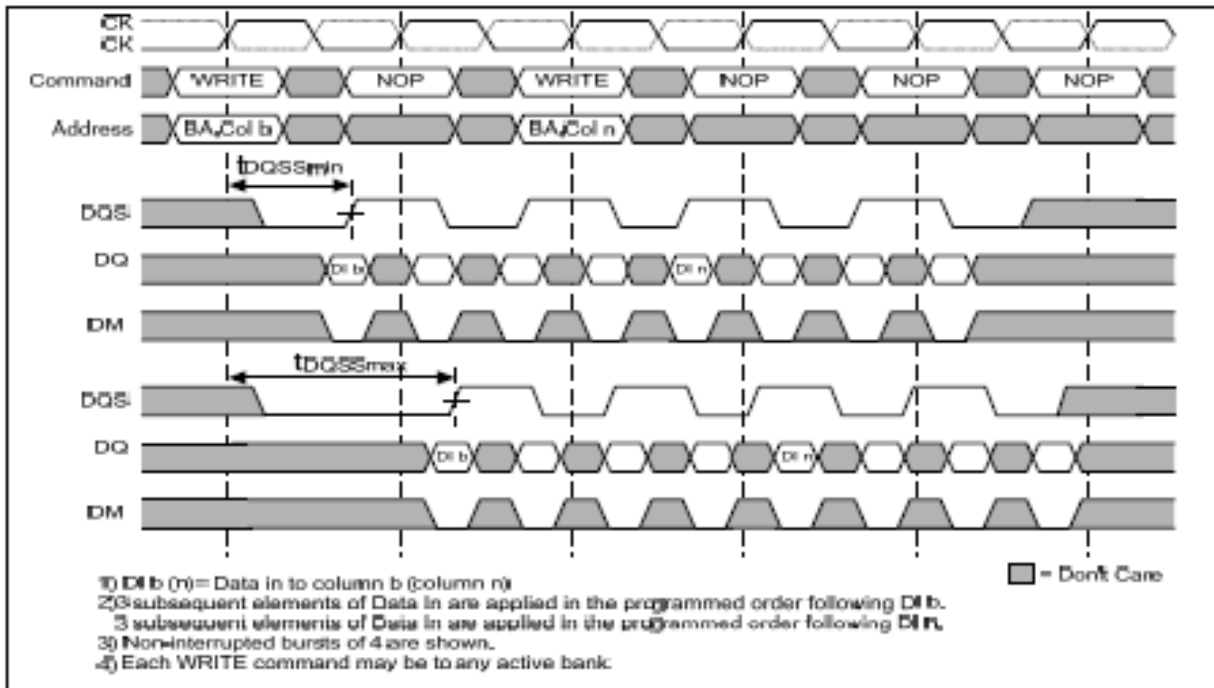 CK
CK
Command WRITE NOP WRITE NOP NOP NOP
Address BA,Col b BA,Col n
tDQSSmin
DQS
DQ DI b DI n
DM
tDQSSmax
DQS
DQ DI b DI n
DM
1) DI b (n) = Data in to column b (column n)
= Don't Care
2) 3 subsequent elements of Data In are applied in the programmed order following DI b.
3 subsequent elements of Data In are applied in the programmed order following DI n.
3) Non-interrupted bursts of 4 are shown.
4) Each WRITE command may be to any active bank.